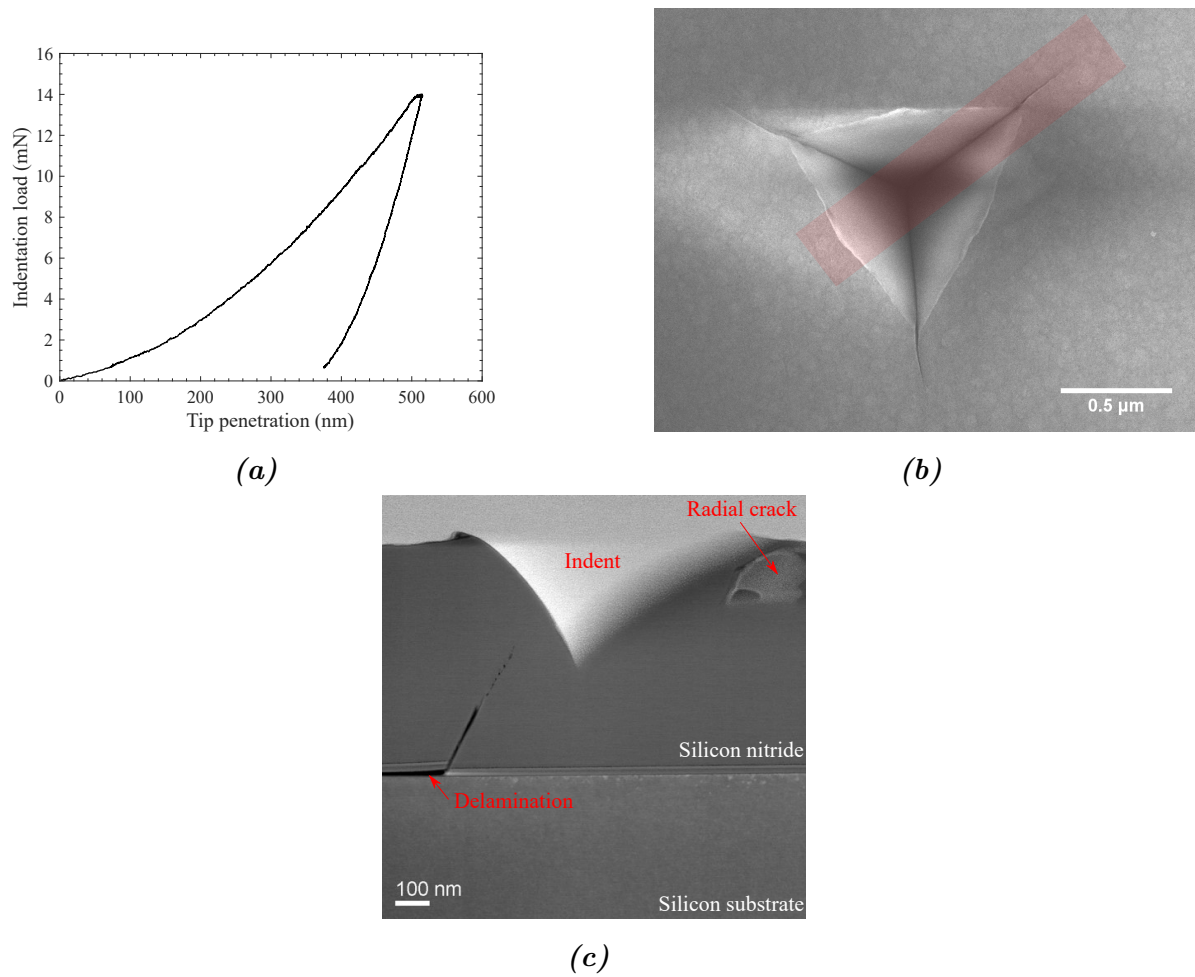 16
14
12
10
8
6
4
2
0
Indentation load (mN)
0 100 200 300 400 500 600
Tip penetration (nm)
(a)
0.5 µm
(b)
Radial crack
Indent
Silicon nitride
Delamination
100 nm
Silicon substrate
(c)